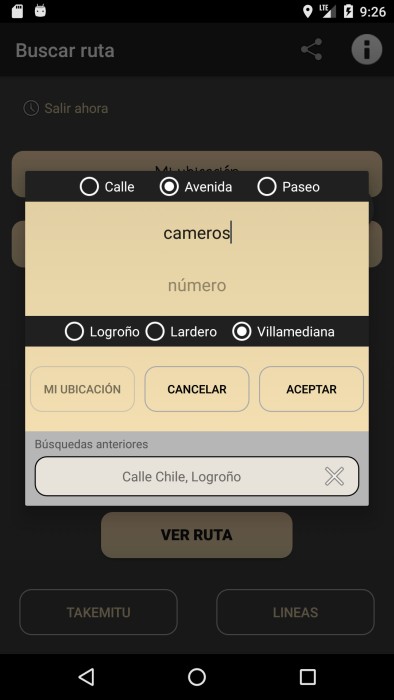 LTE 9:26
Buscar ruta
Salir ahora
Mi ubicación
Calle Avenida Paseo
cameros
número
Logroño Lardero Villamediana
MI UBICACIÓN CANCELAR ACEPTAR
Búsquedas anteriores
Calle Chile, Logroño
VER RUTA
TAKEMITU LINEAS